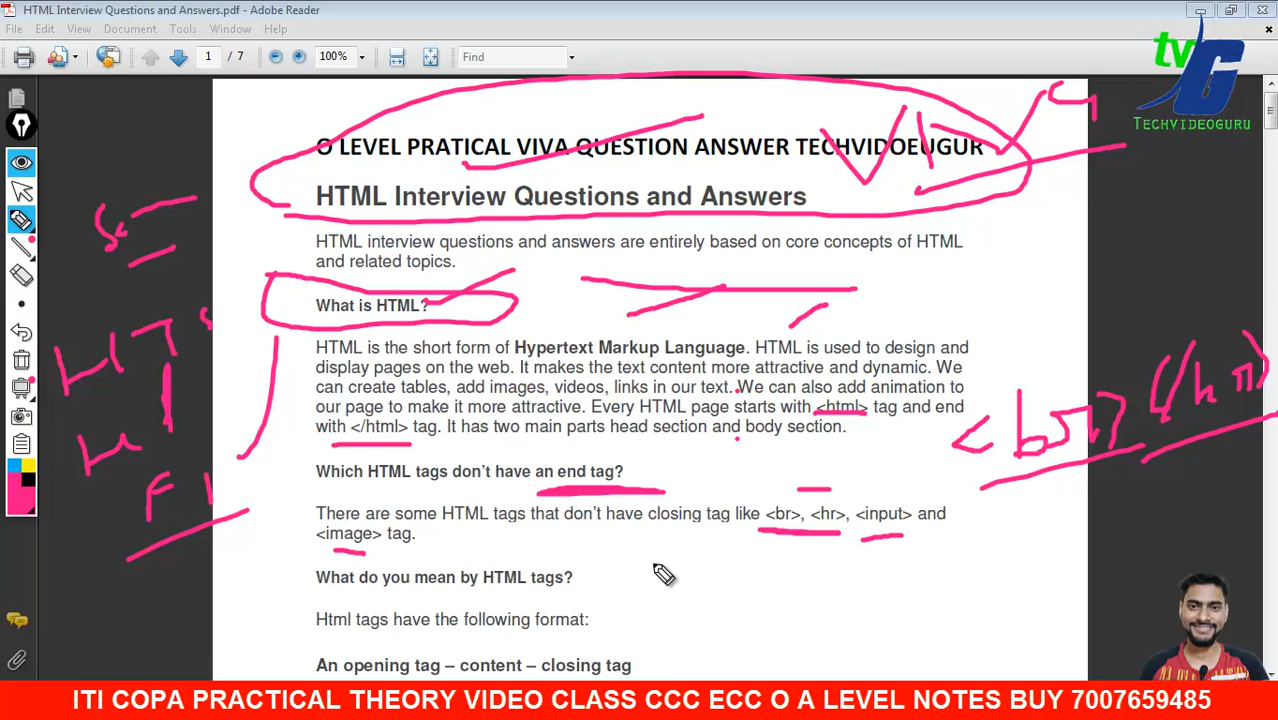 HTML Interview Questions and Answers.pdf - Adobe Reader
File Edit View Document Tools Window Help
1 / 7 100% Find
tv
TECHVIDEOGURU
O LEVEL PRATICAL VIVA QUESTION ANSWER TECHVIDOEUGUR
HTML Interview Questions and Answers
HTML interview questions and answers are entirely based on core concepts of HTML
and related topics.
What is HTML?
HTML is the short form of Hypertext Markup Language. HTML is used to design and
display pages on the web. It makes the text content more attractive and dynamic. We
can create tables, add images, videos, links in our text. We can also add animation to
our page to make it more attractive. Every HTML page starts with <html> tag and end
with </html> tag. It has two main parts head section and body section.
Which HTML tags don't have an end tag?
There are some HTML tags that don't have closing tag like <br>, <hr>, <input> and
<image> tag.
What do you mean by HTML tags?
Html tags have the following format:
An opening tag – content – closing tag
ITI COPA PRACTICAL THEORY VIDEO CLASS CCC ECC O A LEVEL NOTES BUY 7007659485